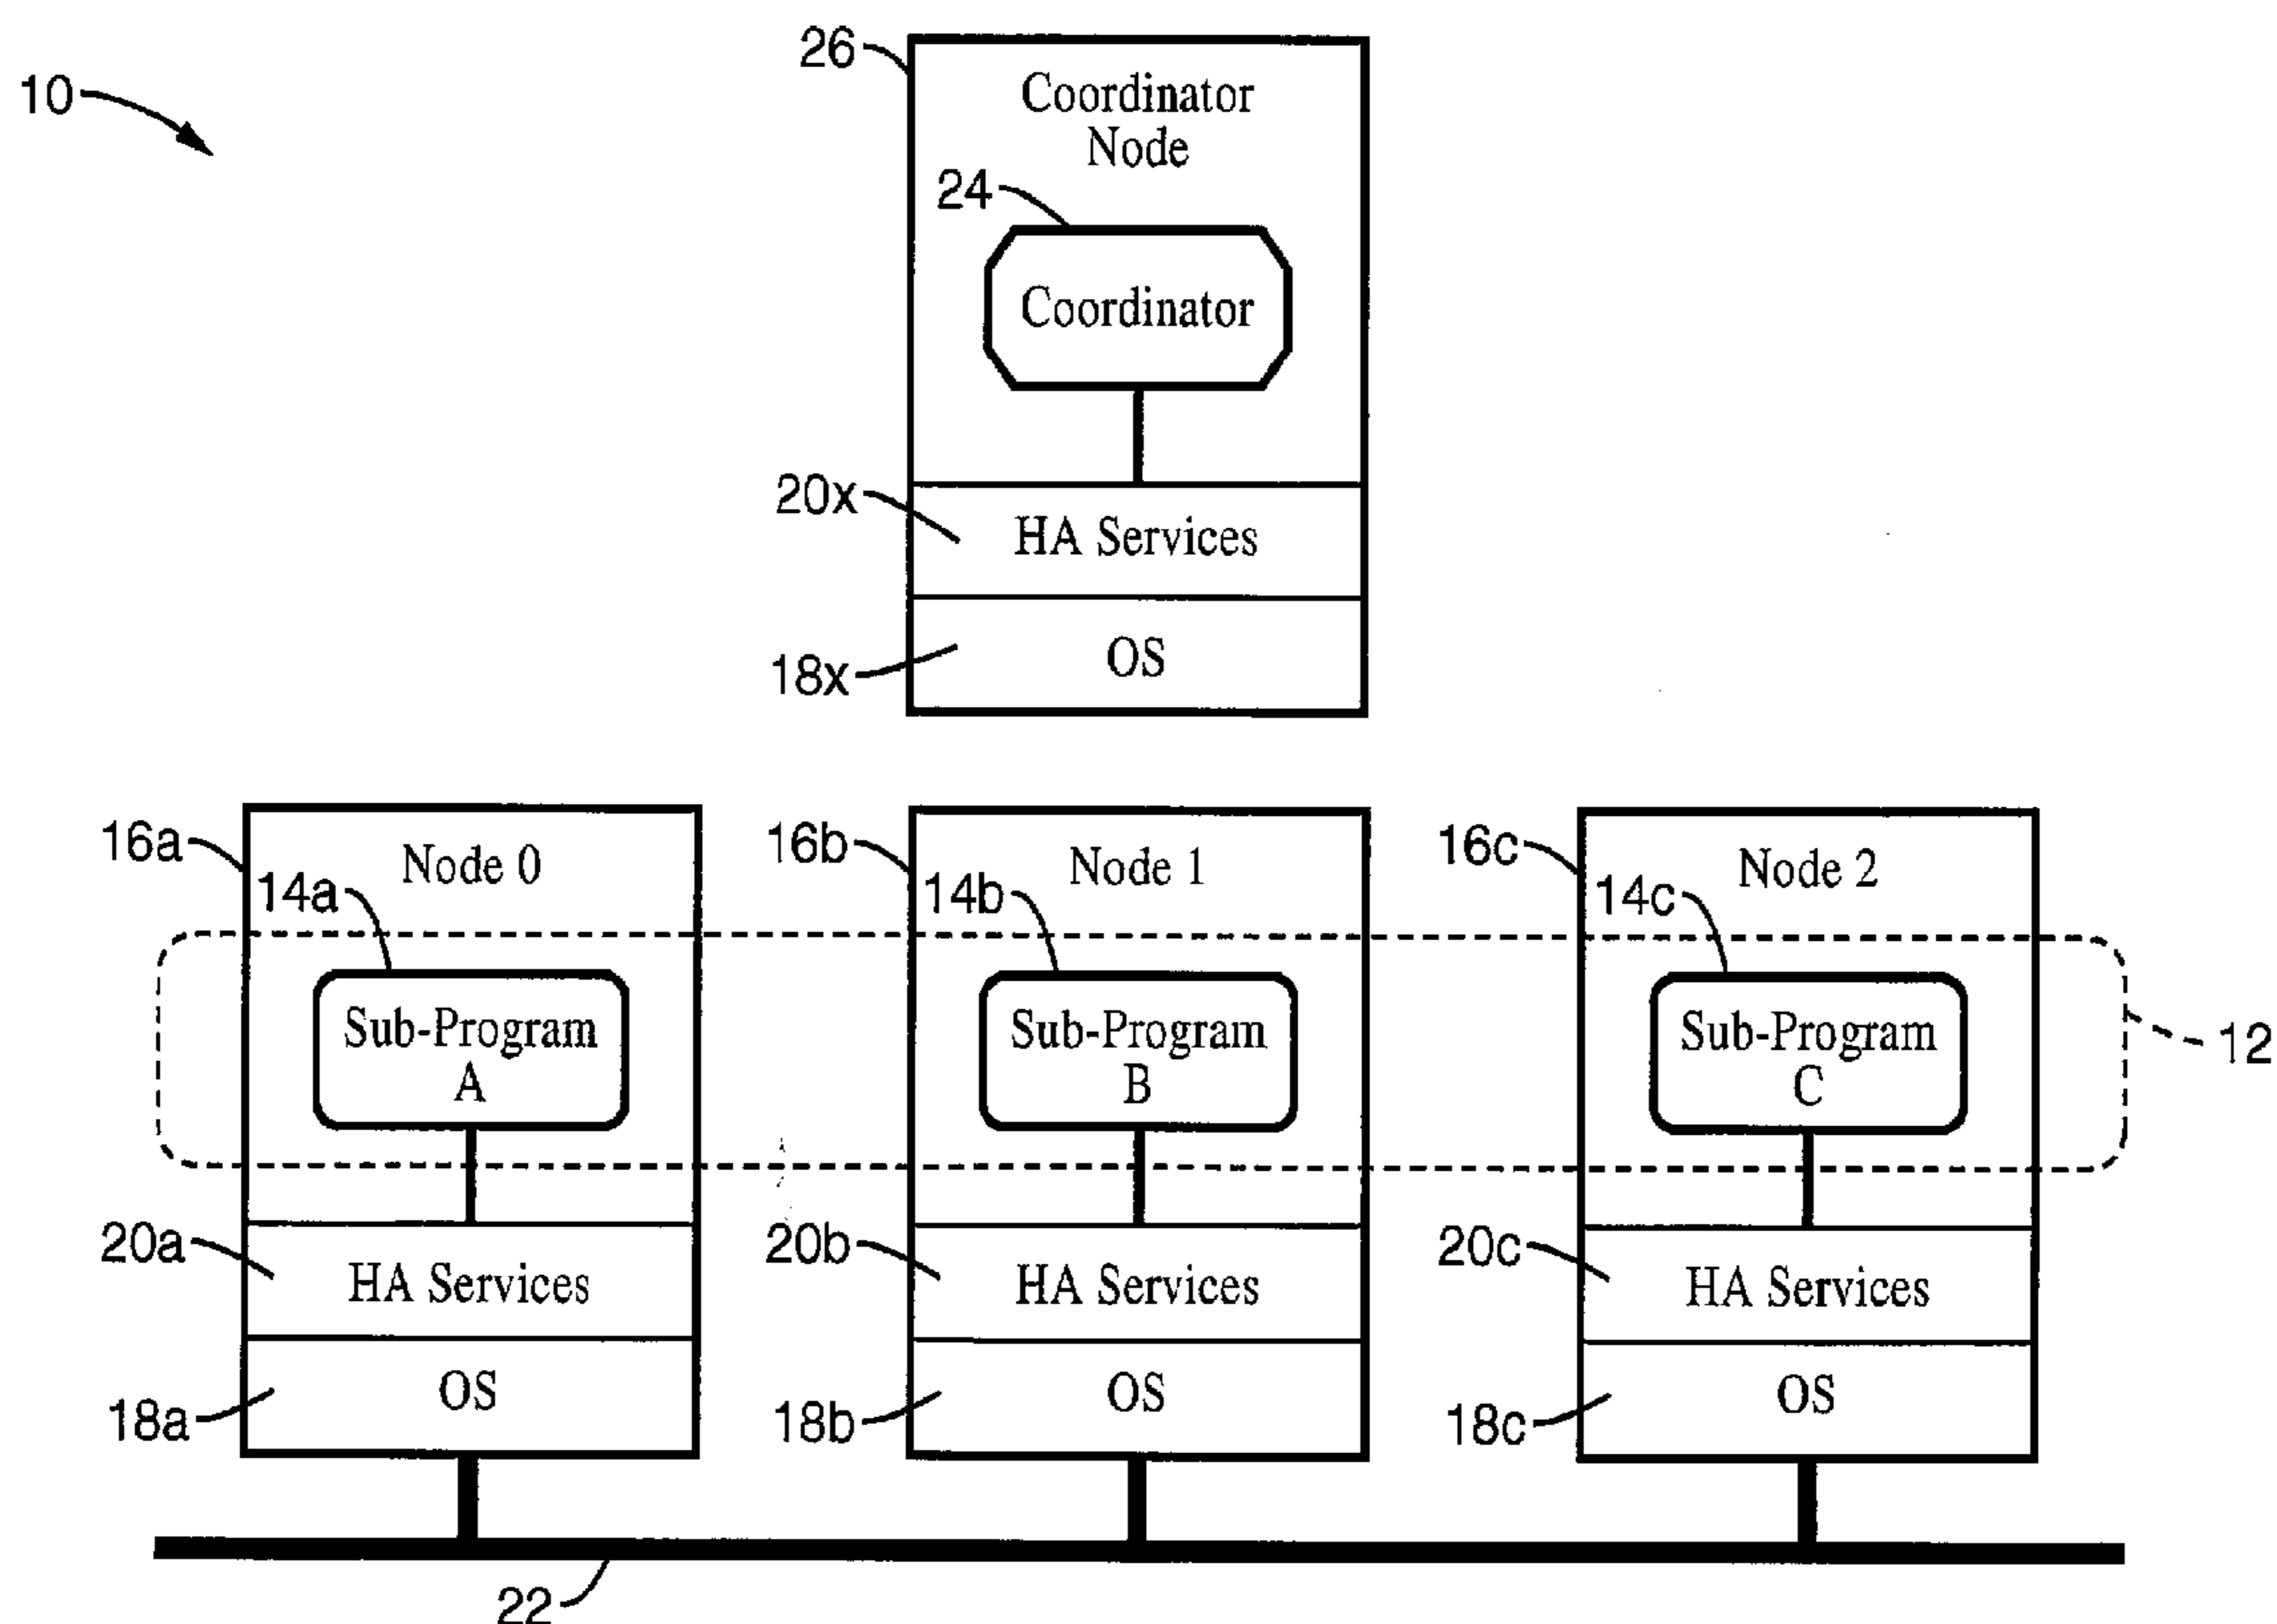 10
26
Coordinator
Node
24
Coordinator
20x
HA Services
18x
OS
16a
Node 0
14a
Sub-Program
A
20a
HA Services
18a
OS
16b
Node 1
14b
Sub-Program
B
20b
HA Services
18b
OS
16c
Node 2
14c
Sub-Program
C
20c
HA Services
18c
OS
12
22